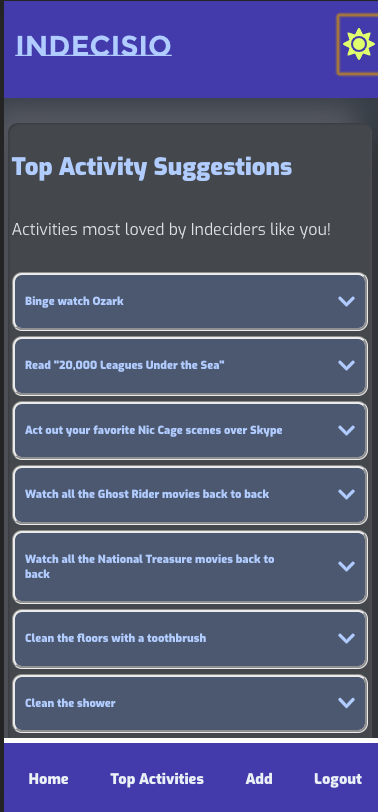 INDECISIO
Top Activity Suggestions
Activities most loved by Indeciders like you!
Binge watch Ozark
Read "20,000 Leagues Under the Sea"
Act out your favorite Nic Cage scenes over Skype
Watch all the Ghost Rider movies back to back
Watch all the National Treasure movies back to
back
Clean the floors with a toothbrush
Clean the shower
Home Top Activities Add Logout